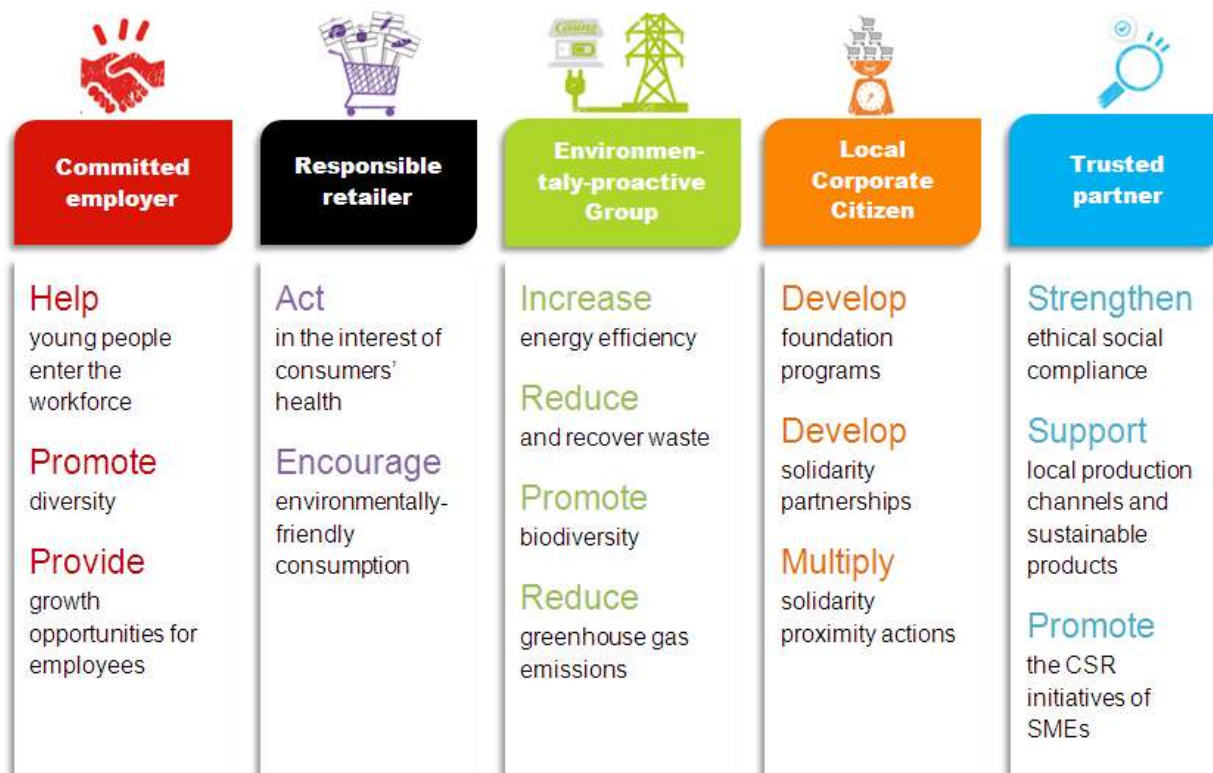 Casino
Committed
employer
Responsible
retailer
Environmen-
taly-proactive
Group
Local
Corporate
Citizen
Trusted
partner
Help
young people
enter the
workforce
Promote
diversity
Provide
growth
opportunities for
employees
Act
in the interest of
consumers’
health
Encourage
environmentally-
friendly
consumption
Increase
energy efficiency
Reduce
and recover waste
Promote
biodiversity
Reduce
greenhouse gas
emissions
Develop
foundation
programs
Develop
solidarity
partnerships
Multiply
solidarity
proximity actions
Strengthen
ethical social
compliance
Support
local production
channels and
sustainable
products
Promote
the CSR
initiatives of
SMEs